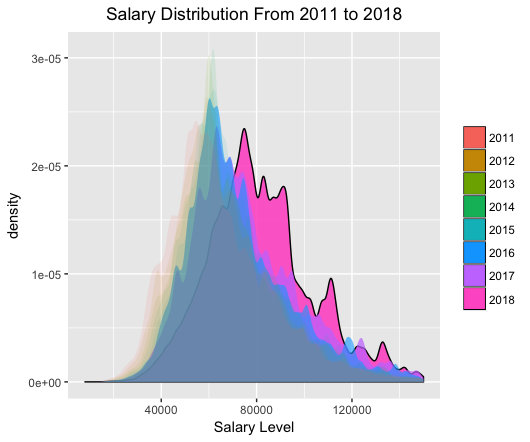 Salary Distribution From 2011 to 2018
3e-05
2e-05
1e-05
0e+00
density
40000
80000
120000
Salary Level
2011
2012
2013
2014
2015
2016
2017
2018